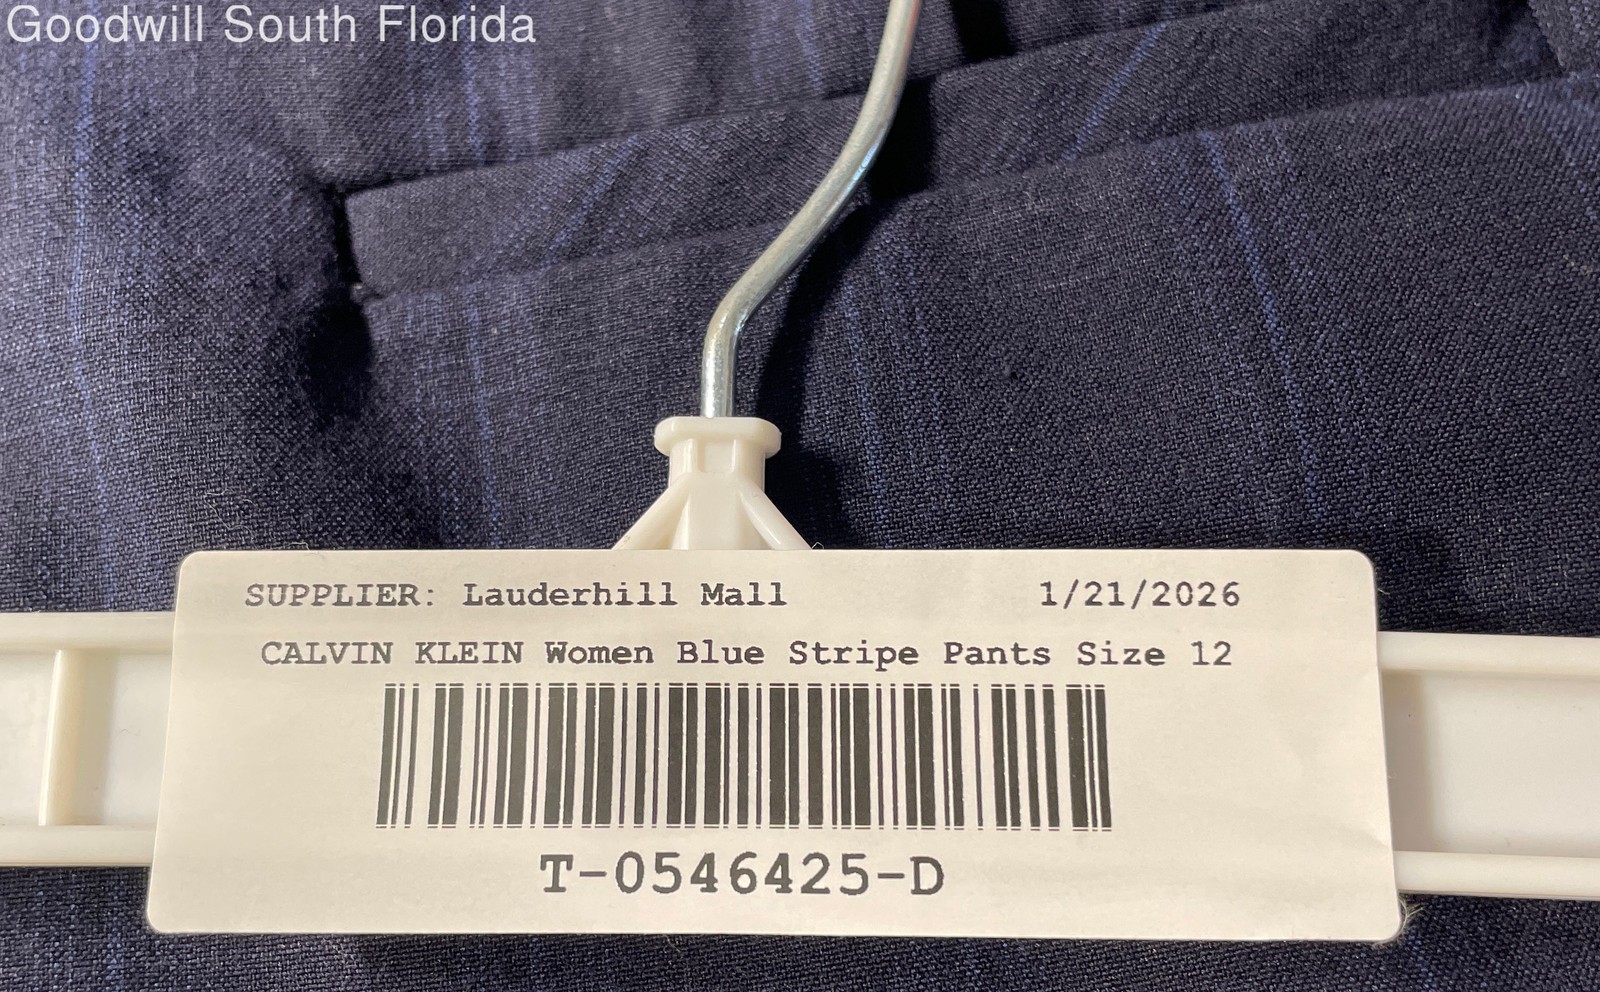 Goodwill South Florida
SUPPLIER: Lauderhill Mall 1/21/2026
CALVIN KLEIN Women Blue Stripe Pants Size 12
T-0546425-D